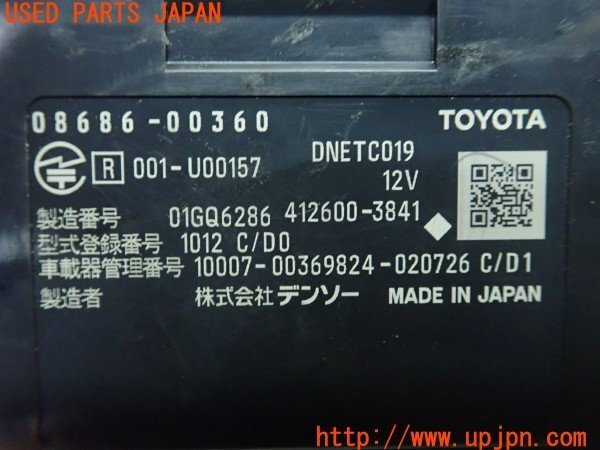 USED PARTS JAPAN
08686-00360 TOYOTA
R 001-U00157 DNETC019
12V
製造番号 01GQ6286 412600-3841
型式登録番号 1012 C/D0
車載器管理番号 10007-00369824-020726 C/D1
製造者 株式会社デンソー MADE IN JAPAN
http://www.upjpn.com/